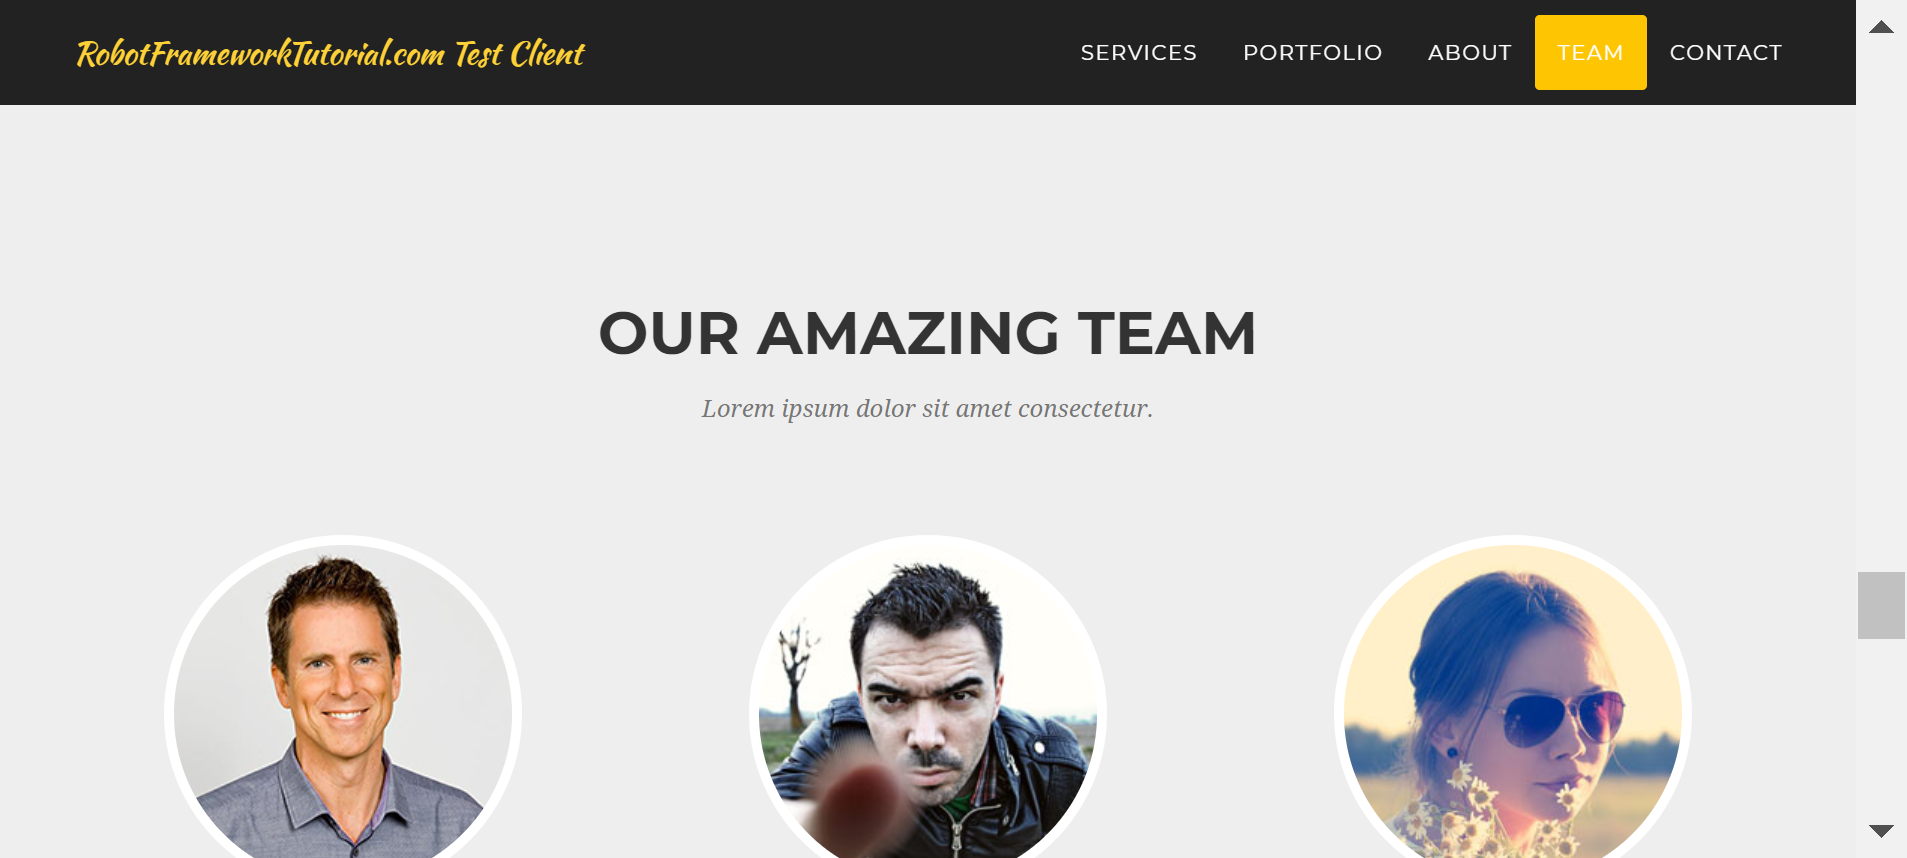 RobotFrameworkTutorial.com Test Client
SERVICES PORTFOLIO ABOUT TEAM CONTACT
OUR AMAZING TEAM
Lorem ipsum dolor sit amet consectetur.